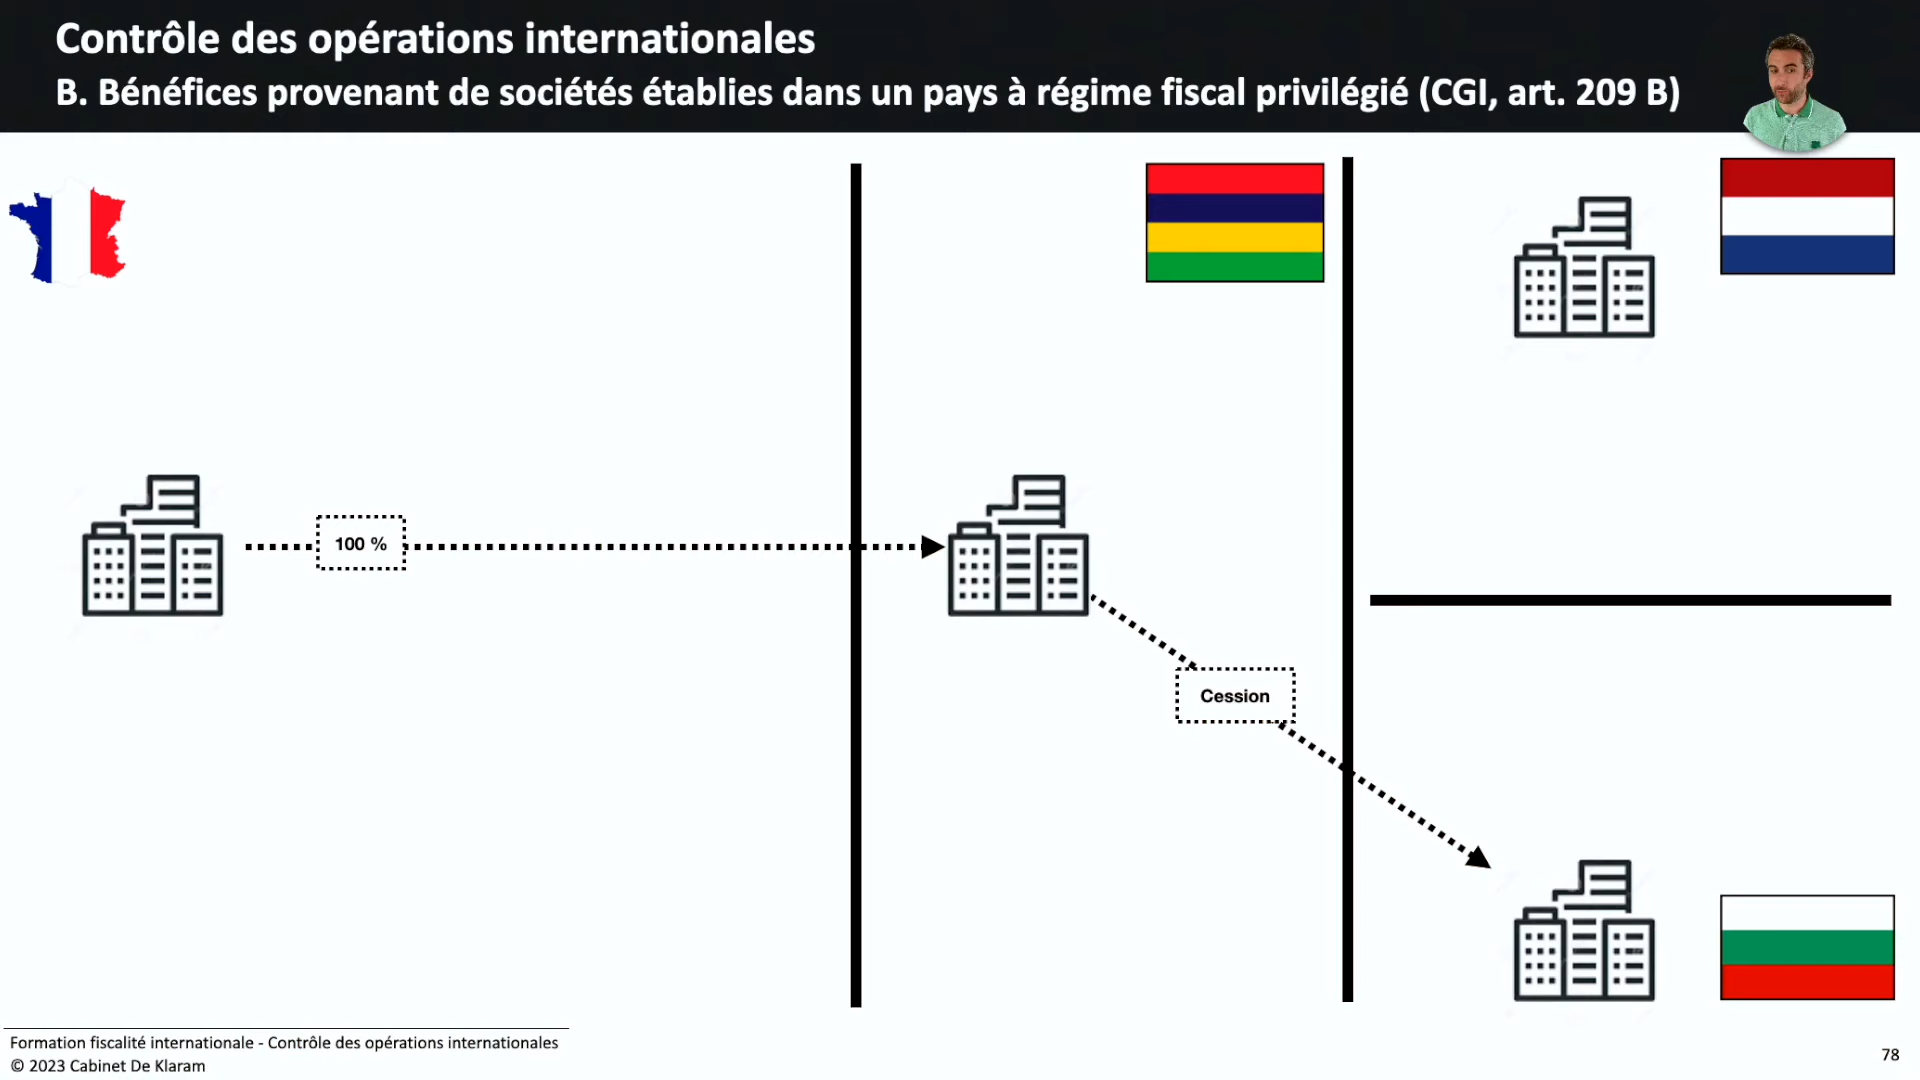 Contrôle des opérations internationales
B. Bénéfices provenant de sociétés établies dans un pays à régime fiscal privilégié (CGI, art. 209 B)
100 %
Cession
Formation fiscalité internationale - Contrôle des opérations internationales
© 2023 Cabinet De Klaram
78